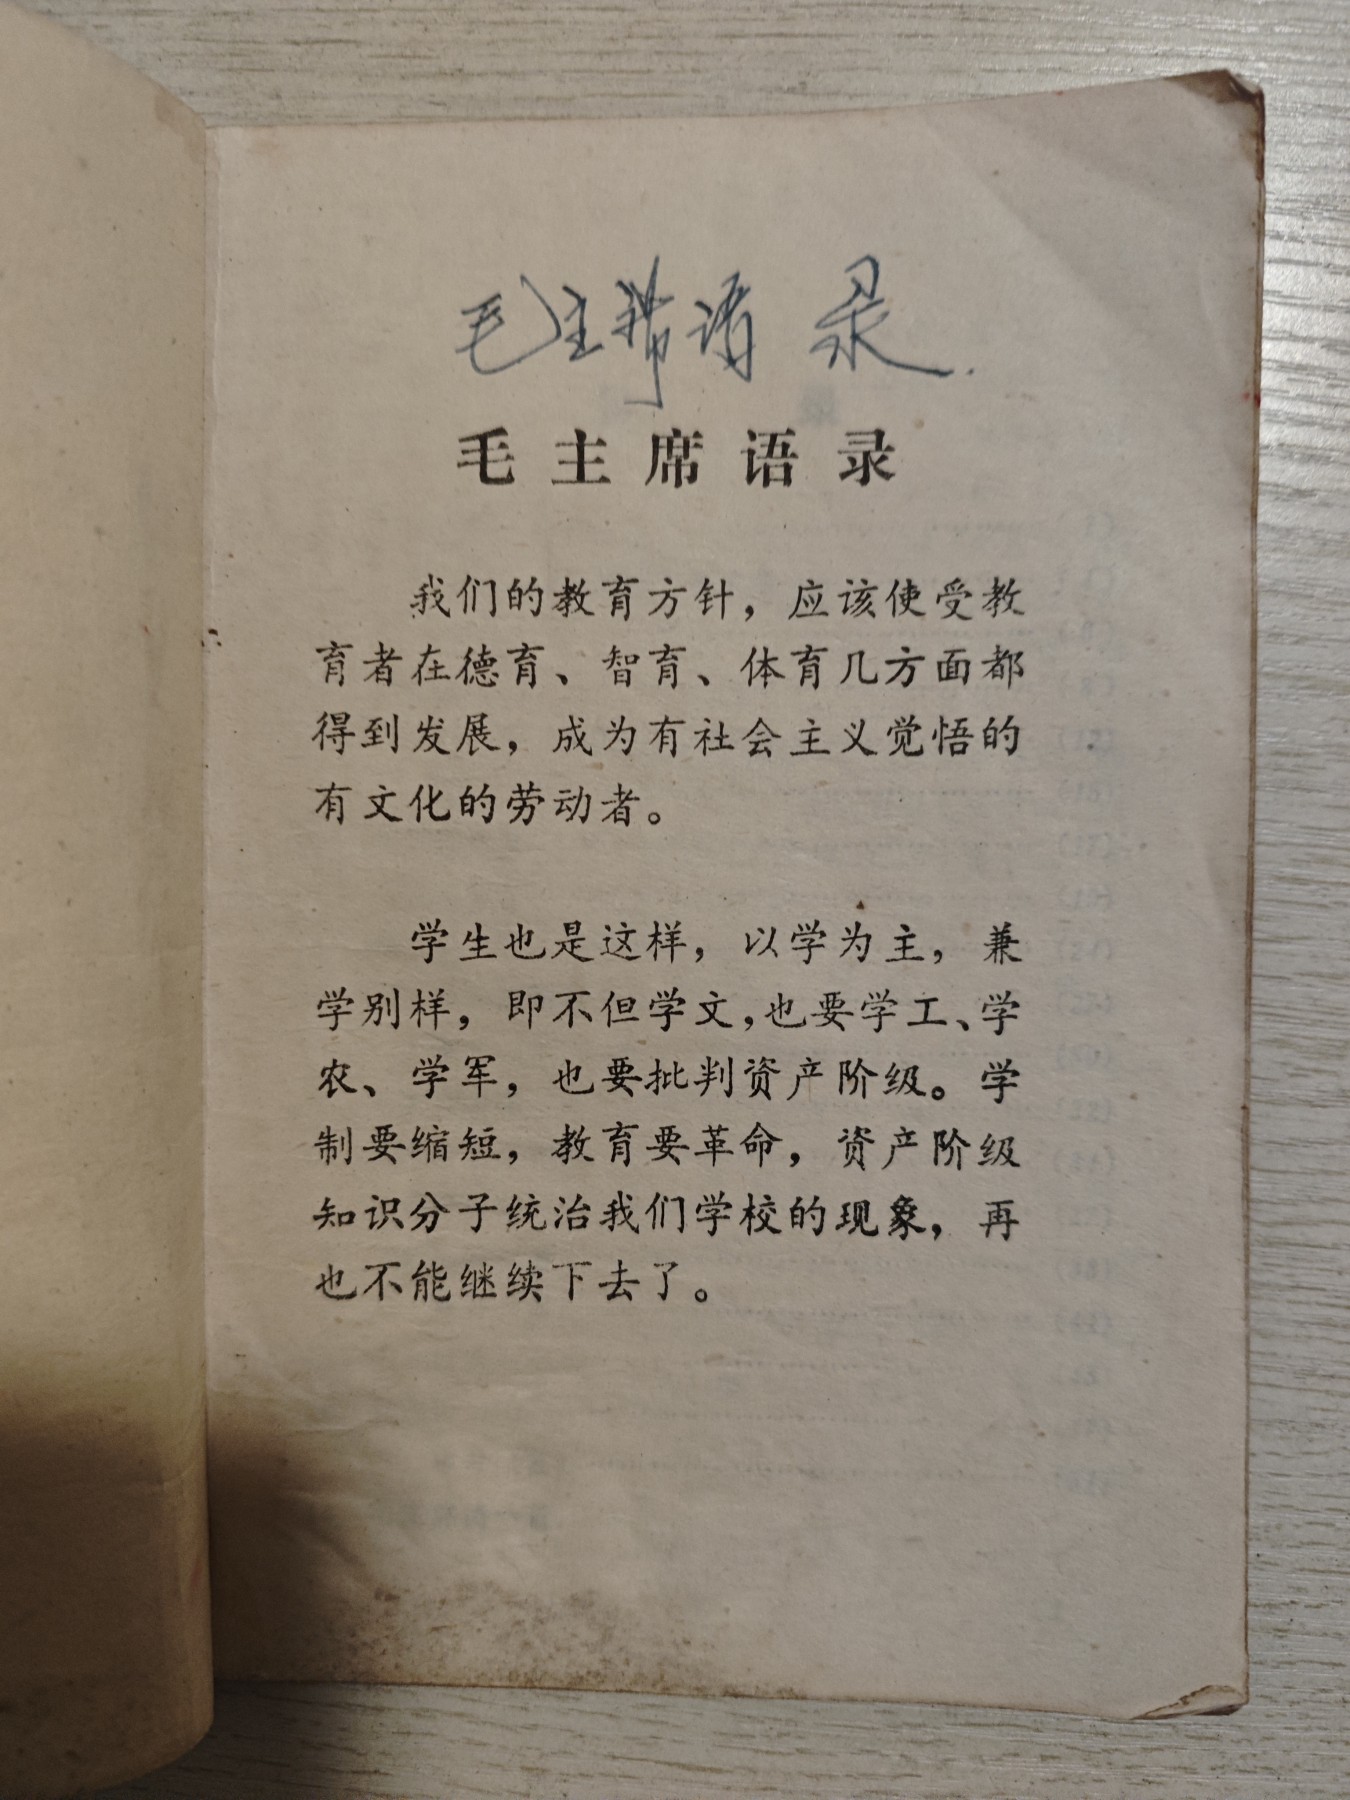 毛主席语录
毛主席语录
我们的教育方针，应该使受教
育者在德育、智育、体育几方面都
得到发展，成为有社会主义觉悟的
有文化的劳动者。
学生也是这样，以学为主，兼
学别样，即不但学文，也要学工、学
农、学军，也要批判资产阶级。学
制要缩短，教育要革命，资产阶级
知识分子统治我们学校的现象，再
也不能继续下去了。